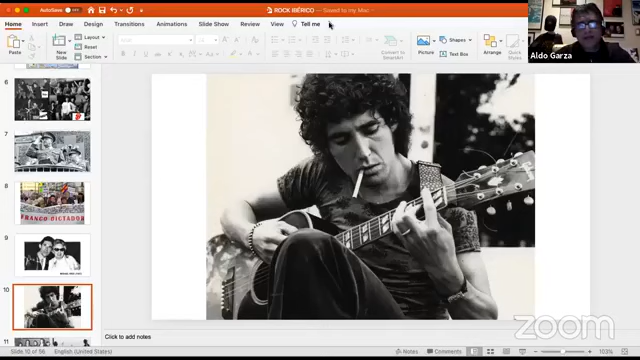 AutoSave OFF
ROCK IBÉRICO — Saved to my Mac
Home Insert Draw Design Transitions Animations Slide Show Review View Tell me
Paste
New Slide
Layout
Reset
Section
Convert to SmartArt
Picture
Shapes
Text Box
Arrange
Quick Styles
Aldo Garza
6
7
8
FRANCO DICTADOR
9
10
11
Click to add notes
Slide 10 of 56 English (United States)
Notes Comments 103%
zoom